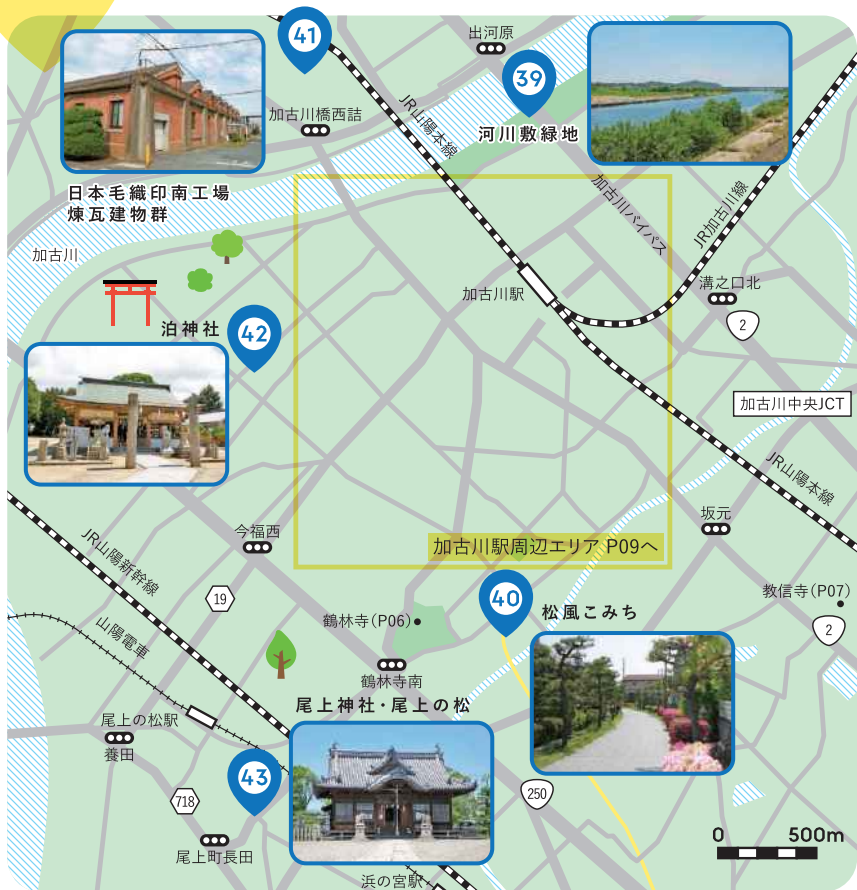 41
出河原
39
加古川橋西詰
JR山陽本線
河川敷緑地
日本毛織印南工場
煉瓦建物群
加古川バイパス
JR加古川線
加古川
加古川駅
溝之口北
2
泊神社
42
加古川中央JCT
JR山陽本線
坂元
今福西
加古川駅周辺エリア P09へ
JR山陽新幹線
19
40
松風こみち
教信寺(P07)
2
山陽電車
鶴林寺(P06)
鶴林寺南
尾上神社・尾上の松
尾上の松駅
養田
43
718
250
尾上町長田
0 500m
浜の宮駅